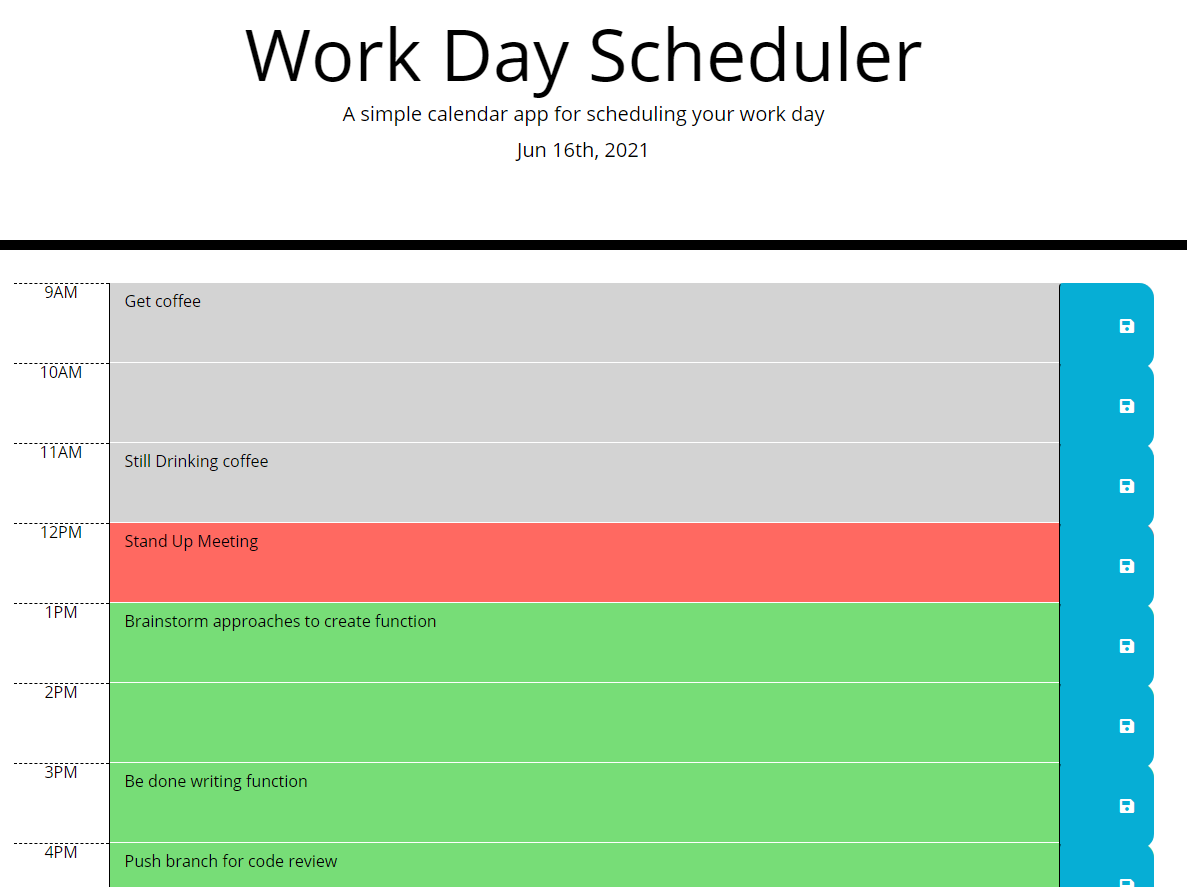 Work Day Scheduler
A simple calendar app for scheduling your work day
Jun 16th, 2021
9AM
Get coffee
10AM
11AM
Still Drinking coffee
12PM
Stand Up Meeting
1PM
Brainstorm approaches to create function
2PM
3PM
Be done writing function
4PM
Push branch for code review